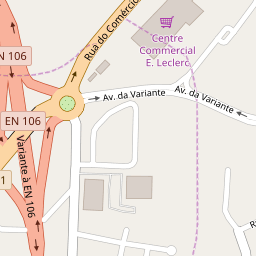 Rua do Comércio
Centre
Commercial
E. Leclerc
EN 106
Av. da Variante
Av. da Variante
EN 106
Variante à EN 106
1
R